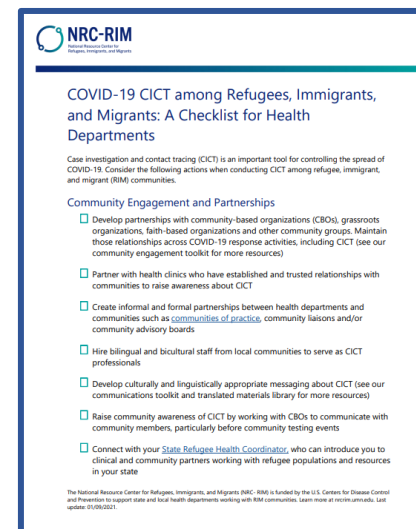 NRC-RIM
National Resource Center for
Refugees, Immigrants, and Migrants
COVID-19 CICT among Refugees, Immigrants,
and Migrants: A Checklist for Health
Departments
Case investigation and contact tracing (CICT) is an important tool for controlling the spread of
COVID-19. Consider the following actions when conducting CICT among refugee, immigrant,
and migrant (RIM) communities.
Community Engagement and Partnerships
Develop partnerships with community-based organizations (CBOs), grassroots
organizations, faith-based organizations and other community groups. Maintain
those relationships across COVID-19 response activities, including CICT (see our
community engagement toolkit for more resources)
Partner with health clinics who have established and trusted relationships with
communities to raise awareness about CICT
Create informal and formal partnerships between health departments and
communities such as communities of practice, community liaisons and/or
community advisory boards
Hire bilingual and bicultural staff from local communities to serve as CICT
professionals
Develop culturally and linguistically appropriate messaging about CICT (see our
communications toolkit and translated materials library for more resources)
Raise community awareness of CICT by working with CBOs to communicate with
community members, particularly before community testing events
Connect with your State Refugee Health Coordinator, who can introduce you to
clinical and community partners working with refugee populations and resources
in your state
The National Resource Center for Refugees, Immigrants, and Migrants (NRC- RIM) is funded by the U.S. Centers for Disease Control
and Prevention to support state and local health departments working with RIM communities. Learn more at nrcrim.umn.edu. Last
update: 01/09/2021.